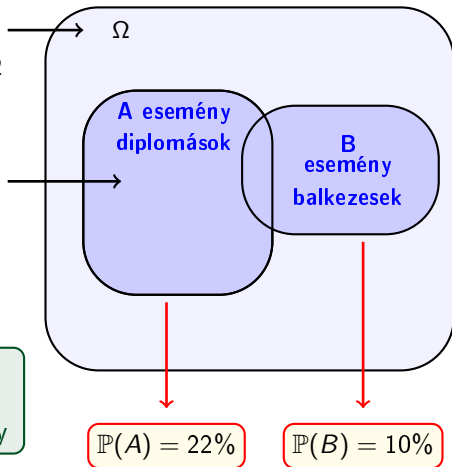 Ω
A esemény
diplomások
B
esemény
balkezesek
ℙ(A) = 22%
ℙ(B) = 10%